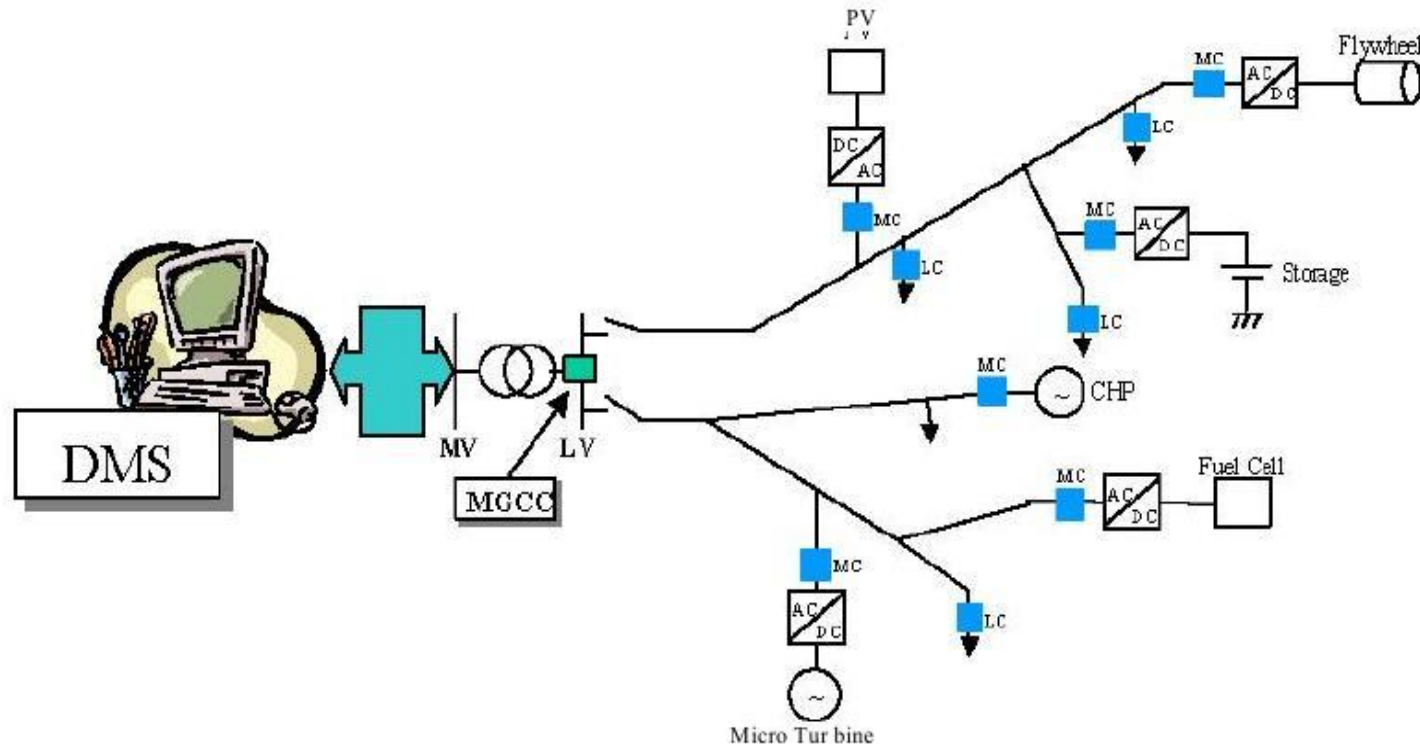 PV
Flywheel
MC
AC
DC
LC
DC
AC
MC
LC
MC
AC
DC
Storage
LC
MC
CHP
~
DMS
MV
LV
MGCC
MC
AC
DC
Fuel Cell
MC
AC
DC
LC
~
Micro Tur bine